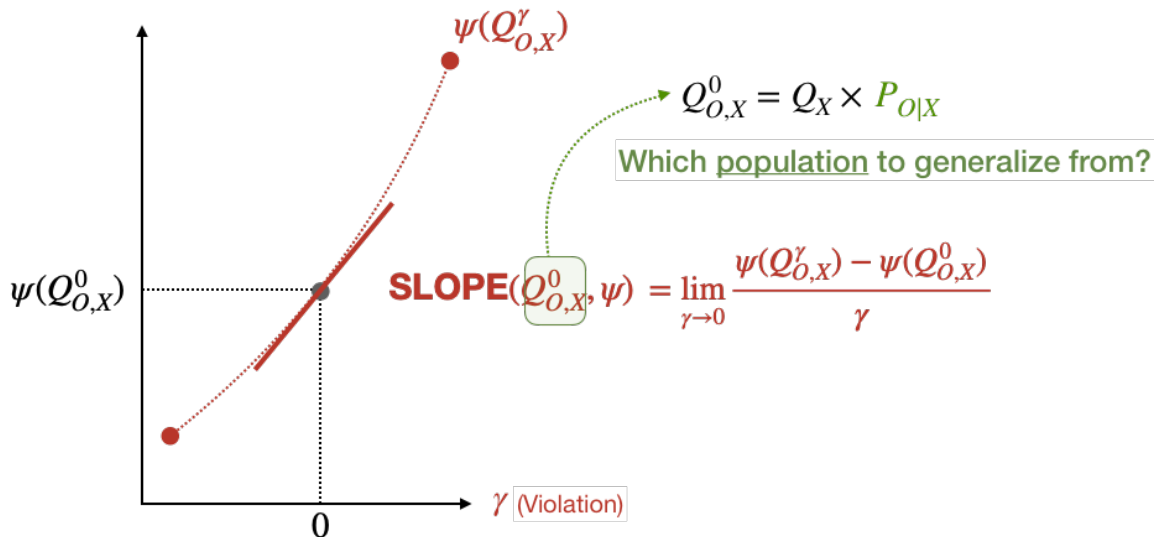 ψ(Q^γ_{O,X})
Q^0_{O,X} = Q_X × P_{O|X}
Which population to generalize from?
ψ(Q^0_{O,X})
SLOPE(Q^0_{O,X}, ψ) = lim_{γ→0} (ψ(Q^γ_{O,X}) − ψ(Q^0_{O,X})) / γ
γ (Violation)
0